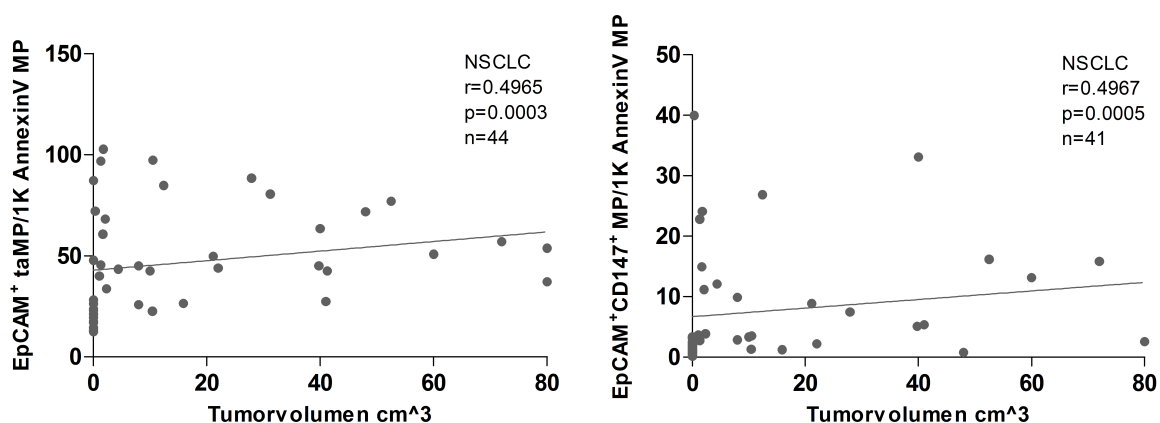 EpCAM⁺ taMP/1K AnnexinV MP
150
100
50
0
NSCLC
r=0.4965
p=0.0003
n=44
0 20 40 60 80
Tumorvolumen cm^3
EpCAM⁺CD147⁺ MP/1K AnnexinV MP
50
40
30
20
10
0
NSCLC
r=0.4967
p=0.0005
n=41
0 20 40 60 80
Tumorvolumen cm^3